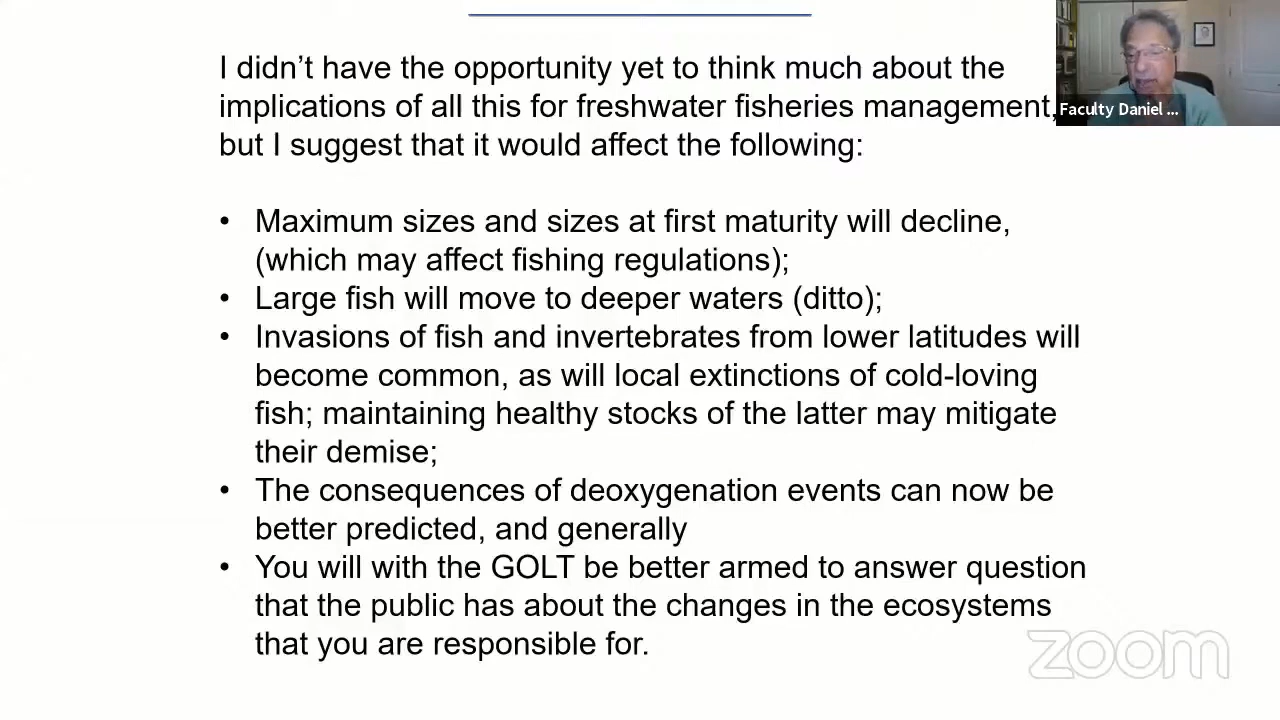 I didn't have the opportunity yet to think much about the
implications of all this for freshwater fisheries management,
but I suggest that it would affect the following:
• Maximum sizes and sizes at first maturity will decline,
(which may affect fishing regulations);
• Large fish will move to deeper waters (ditto);
• Invasions of fish and invertebrates from lower latitudes will
become common, as will local extinctions of cold-loving
fish; maintaining healthy stocks of the latter may mitigate
their demise;
• The consequences of deoxygenation events can now be
better predicted, and generally
• You will with the GOLT be better armed to answer question
that the public has about the changes in the ecosystems
that you are responsible for.
Faculty Daniel ...
zoom